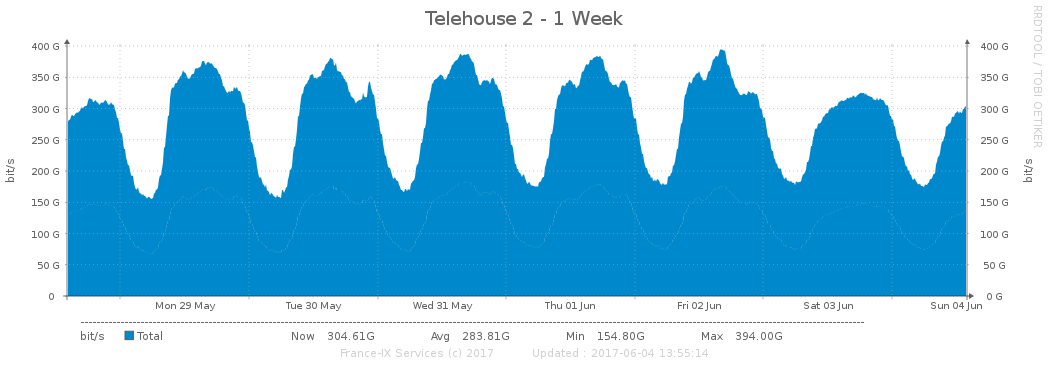 Telehouse 2 - 1 Week
RRDTOOL / TOBI OETIKER
400 G 400 G
350 G 350 G
300 G 300 G
250 G 250 G
200 G 200 G
150 G 150 G
100 G 100 G
50 G 50 G
0 0 G
bit/s
bit/s
Mon 29 May Tue 30 May Wed 31 May Thu 01 Jun Fri 02 Jun Sat 03 Jun Sun 04 Jun
bit/s Total Now 304.61G Avg 283.81G Min 154.80G Max 394.00G
France-IX Services (c) 2017 Updated : 2017-06-04 13:55:14